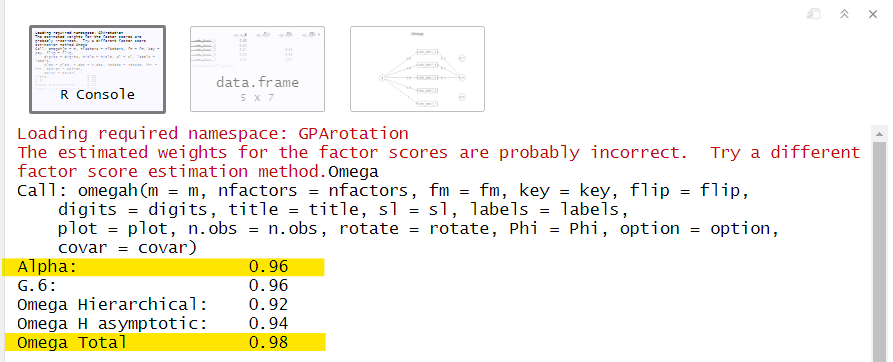 R Console
data.frame
5 x 7
Omega
Loading required namespace: GPArotation
The estimated weights for the factor scores are probably incorrect.  Try a different
factor score estimation method.Omega
Call: omegah(m = m, nfactors = nfactors, fm = fm, key = key, flip = flip,
    digits = digits, title = title, sl = sl, labels = labels,
    plot = plot, n.obs = n.obs, rotate = rotate, Phi = Phi, option = option,
    covar = covar)
Alpha:                 0.96
G.6:                   0.96
Omega Hierarchical:    0.92
Omega H asymptotic:    0.94
Omega Total            0.98